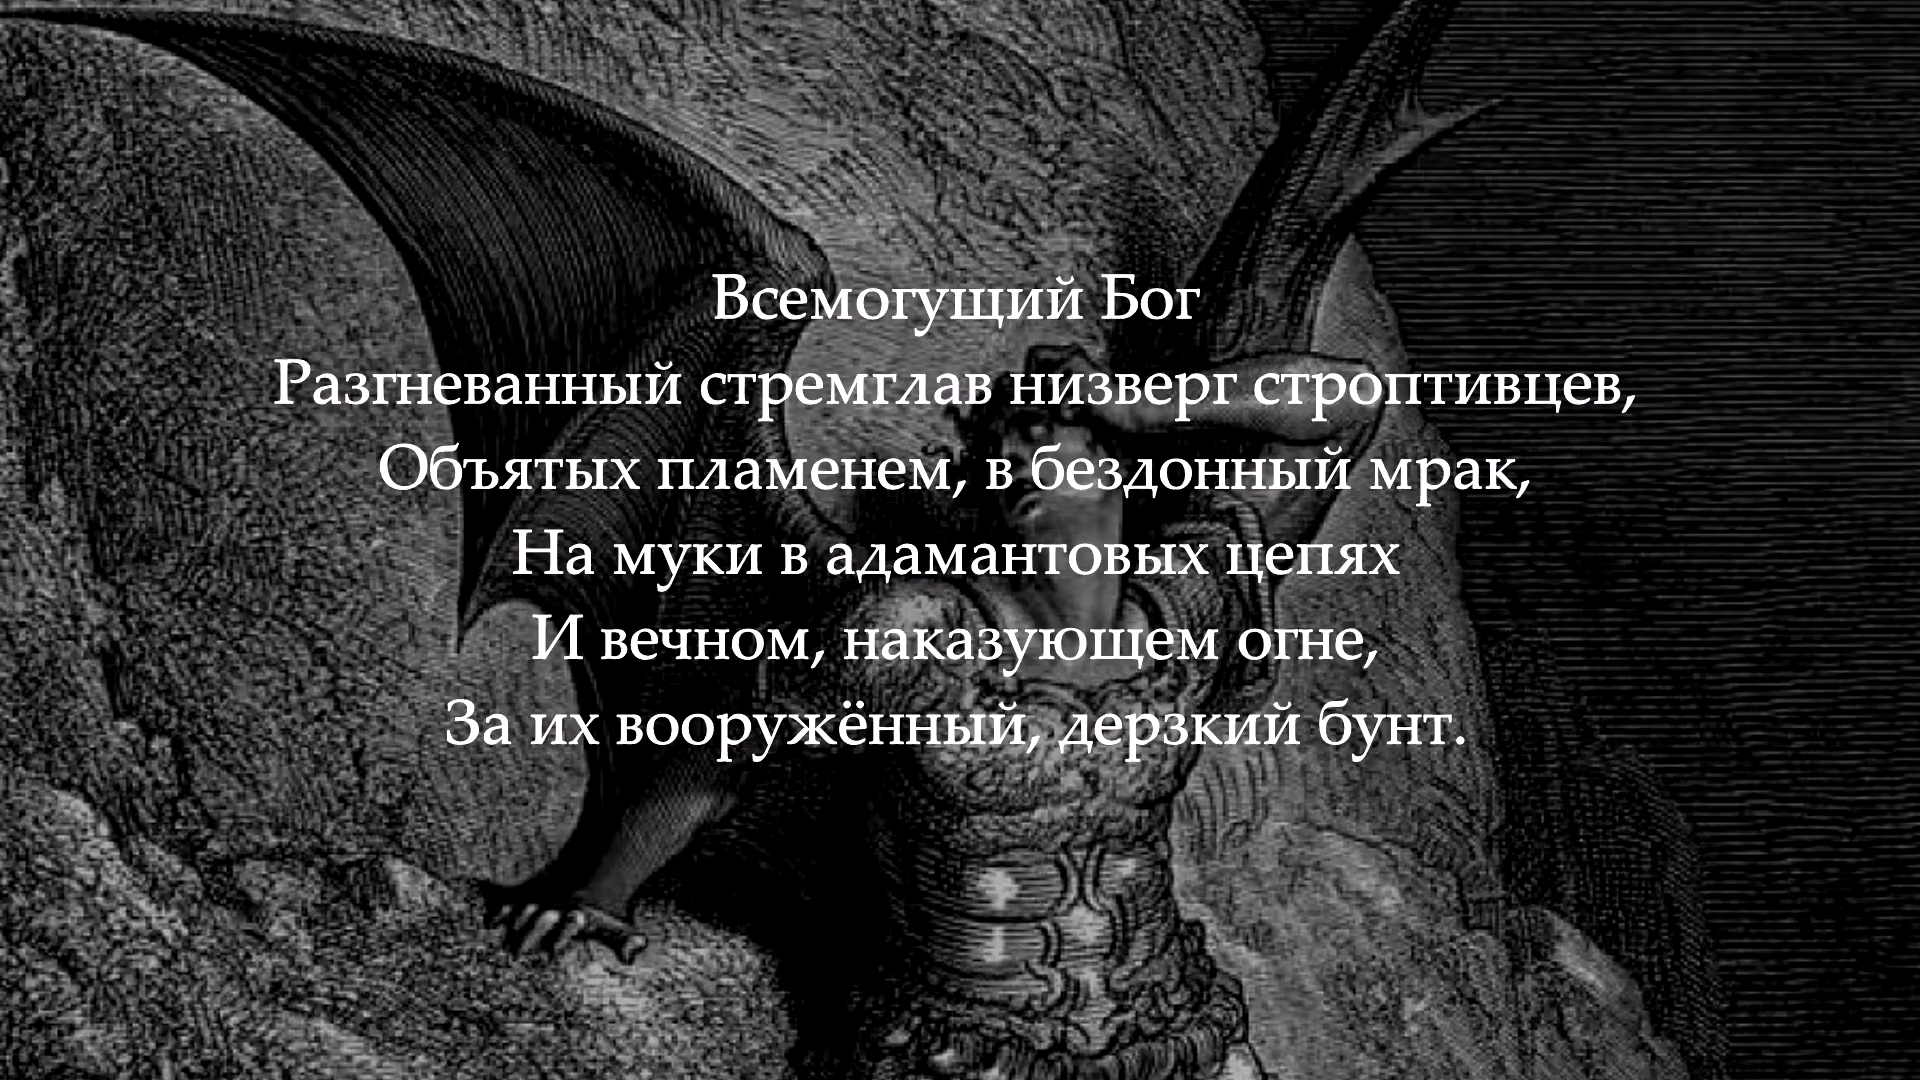 Всемогущий Бог
Разгневанный стремглав низверг строптивцев,
Объятых пламенем, в бездонный мрак,
На муки в адамантовых цепях
И вечном, наказующем огне,
За их вооружённый, дерзкий бунт.